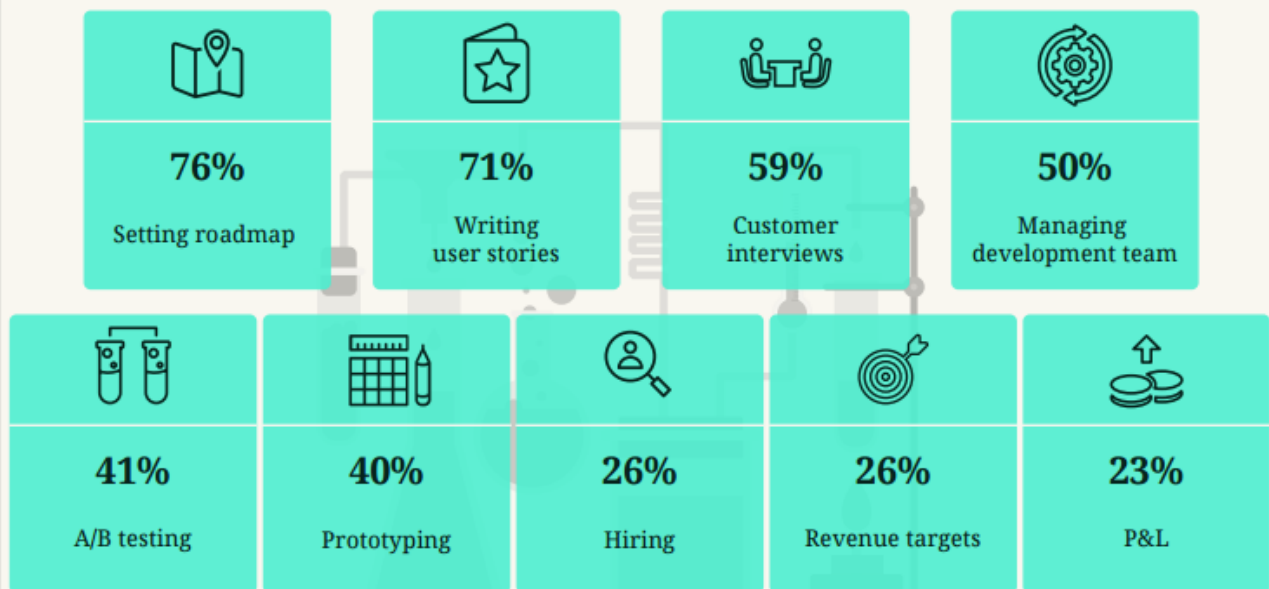 76%
Setting roadmap
71%
Writing
user stories
59%
Customer
interviews
50%
Managing
development team
41%
A/B testing
40%
Prototyping
26%
Hiring
26%
Revenue targets
23%
P&L